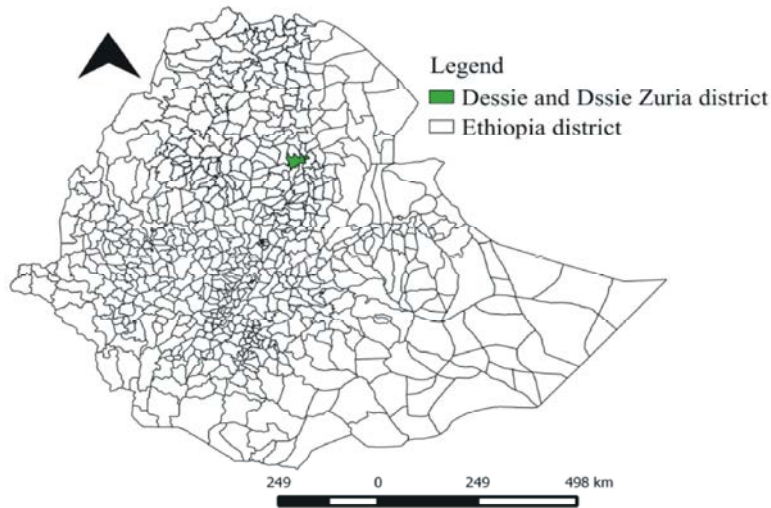 Legend
Dessie and Dssie Zuria district
Ethiopia district
249 0 249 498 km